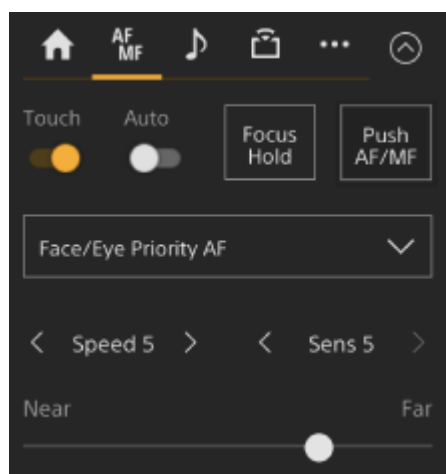 AF
MF
Touch
Auto
Focus
Hold
Push
AF/MF
Face/Eye Priority AF
Speed 5
Sens 5
Near
Far